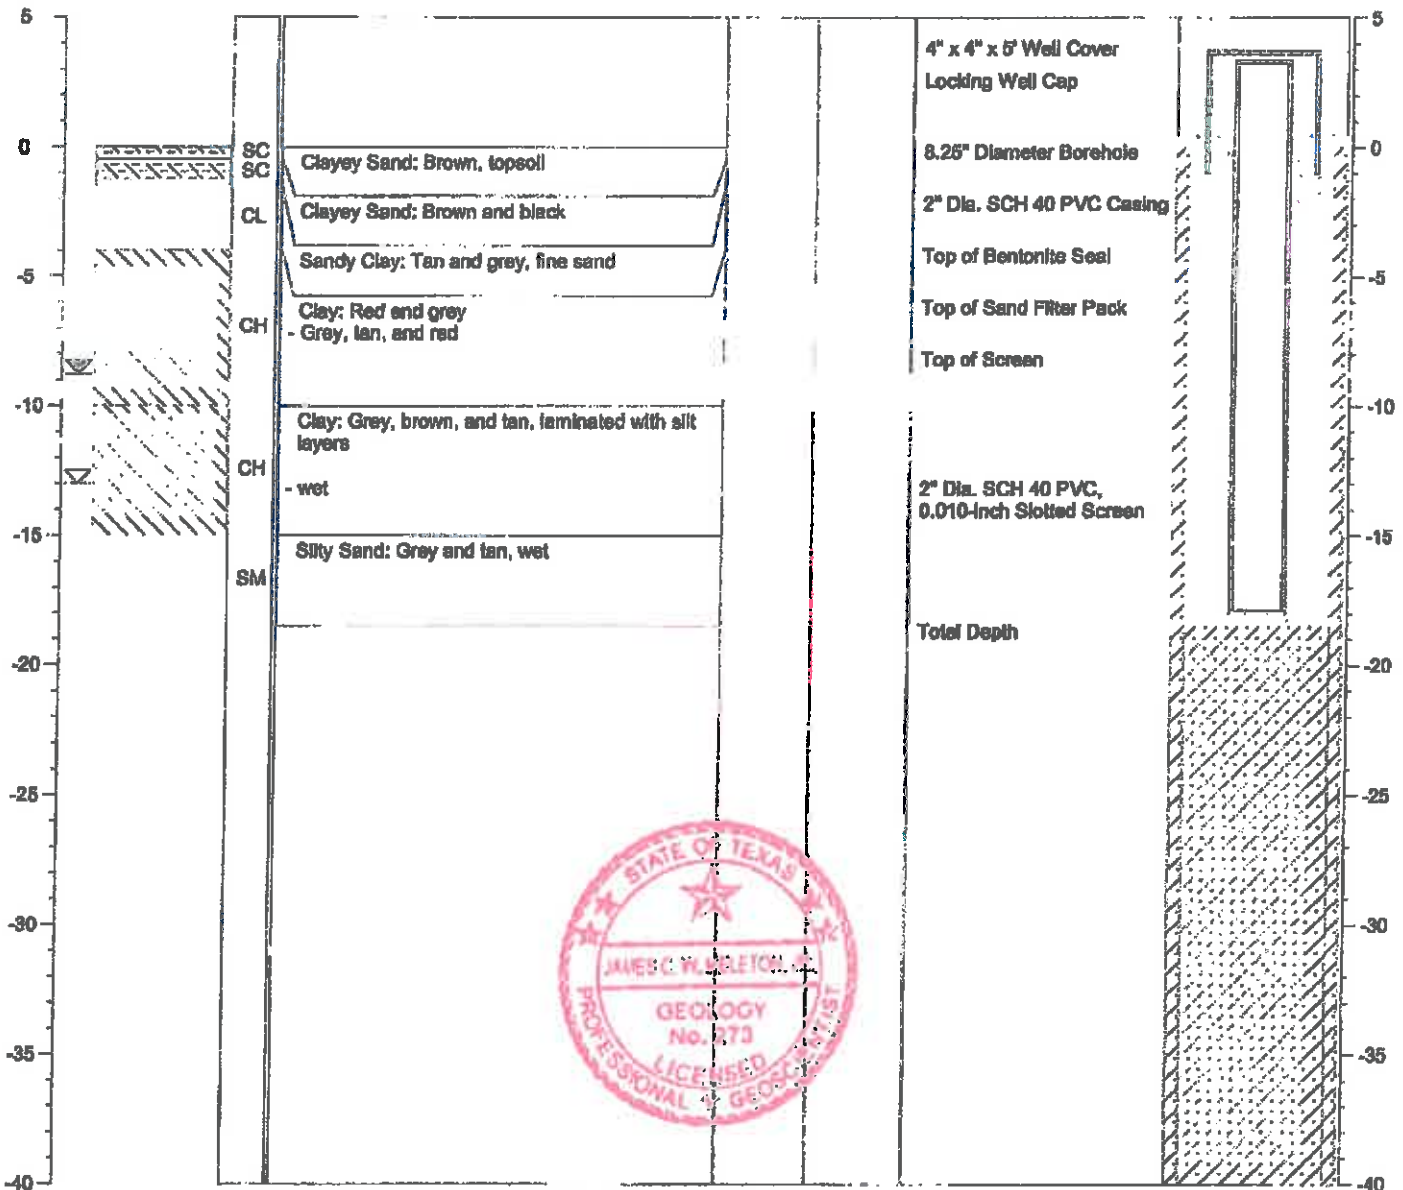 5
0
-5
-10
-15
-20
-25
-30
-35
-40
SC
SC
CL
CH
CH
SM
Clayey Sand: Brown, topsoil
Clayey Sand: Brown and black
Sandy Clay: Tan and grey, fine sand
Clay: Red and grey
- Grey, tan, and red
Clay: Grey, brown, and tan, laminated with silt
layers
- wet
Silty Sand: Grey and tan, wet
4" x 4" x 5' Well Cover
Locking Well Cap
8.25" Diameter Borehole
2" Dia. SCH 40 PVC Casing
Top of Bentonite Seal
Top of Sand Filter Pack
Top of Screen
2" Dia. SCH 40 PVC,
0.010-inch Slotted Screen
Total Depth
5
0
-5
-10
-15
-20
-25
-30
-35
-40
STATE OF TEXAS
JAMES C. W.
GEOLOGY
No. 273
LICENSED
PROFESSIONAL GEOSCIENTIST